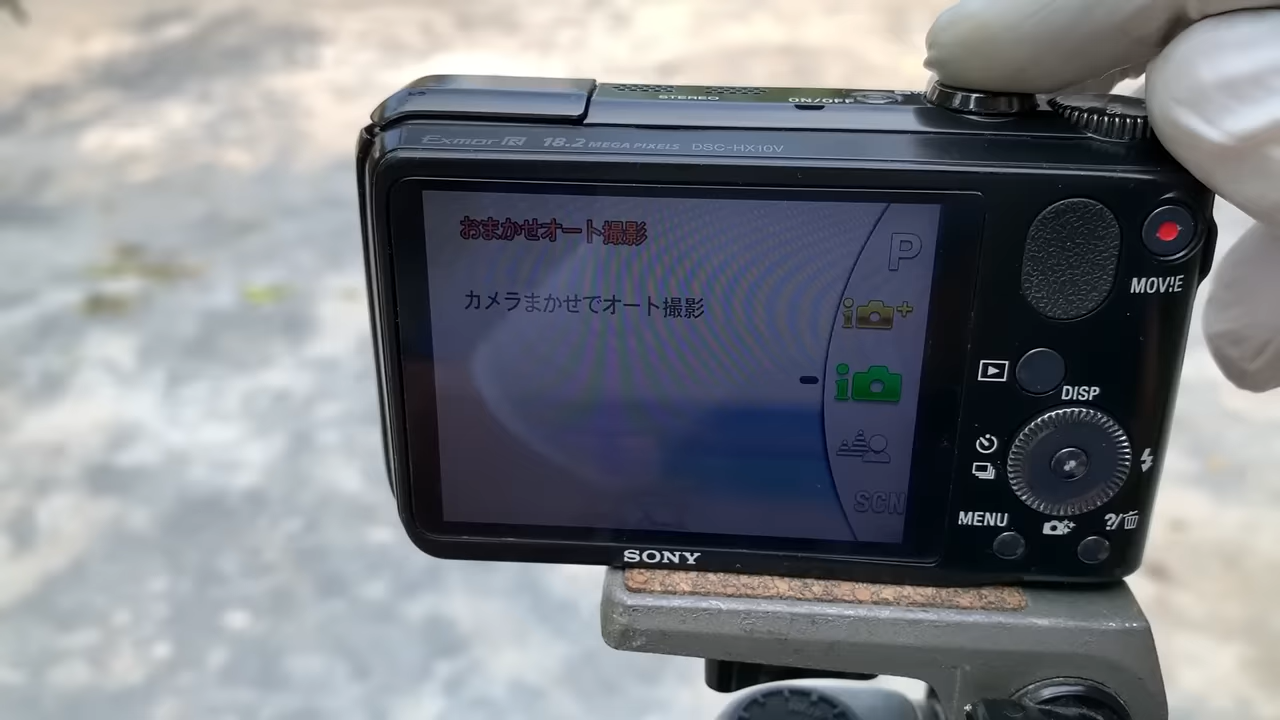 STEREO
ON/OFF
Exmor R 18.2 MEGA PIXELS DSC-HX10V
おまかせオート撮影
カメラまかせでオート撮影
P
i+
i
SCN
MOVIE
DISP
MENU
?/
SONY